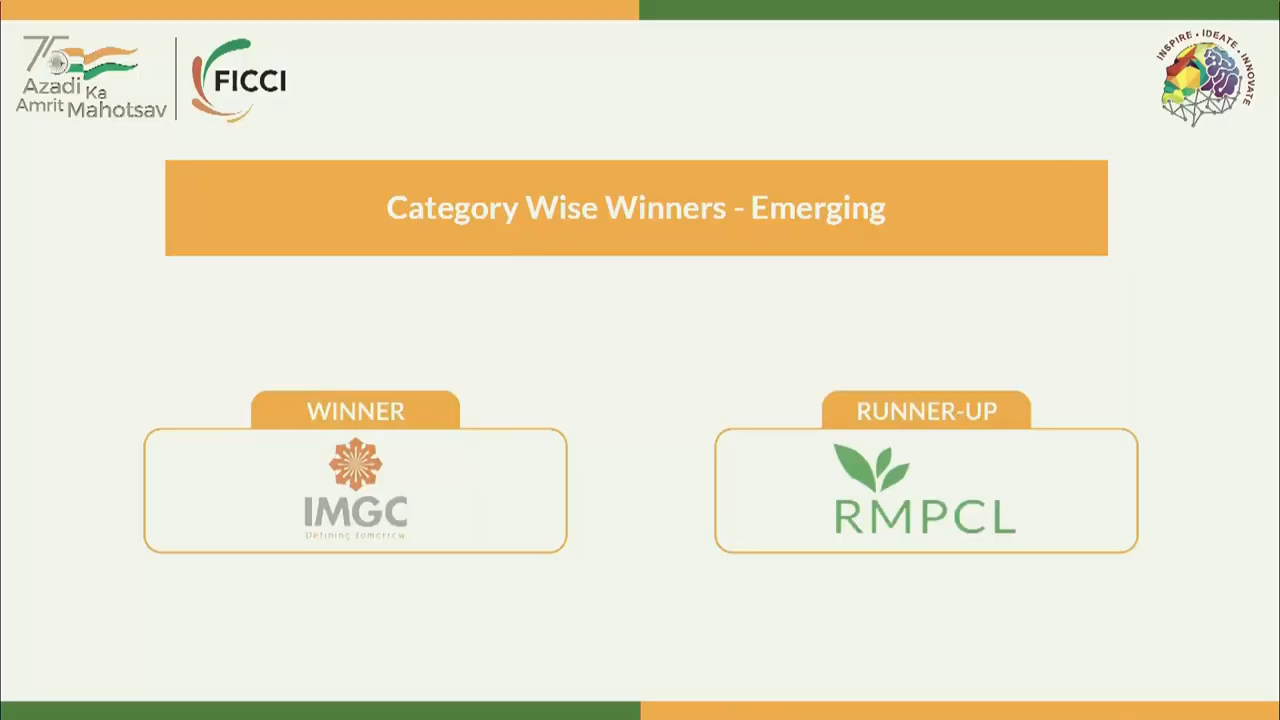 75
Azadi Ka
Amrit Mahotsav
FICCI
INSPIRE • IDEATE • INNOVATE
Category Wise Winners - Emerging
WINNER
IMGC
Defining tomorrow
RUNNER-UP
RMPCL